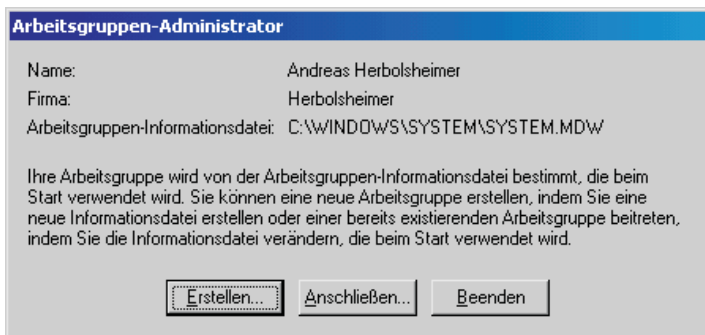 Arbeitsgruppen-Administrator
Name: Andreas Herbolsheimer
Firma: Herbolsheimer
Arbeitsgruppen-Informationsdatei: C:\WINDOWS\SYSTEM\SYSTEM.MDW
Ihre Arbeitsgruppe wird von der Arbeitsgruppen-Informationsdatei bestimmt, die beim
Start verwendet wird. Sie können eine neue Arbeitsgruppe erstellen, indem Sie eine
neue Informationsdatei erstellen oder einer bereits existierenden Arbeitsgruppe beitreten,
indem Sie die Informationsdatei verändern, die beim Start verwendet wird.
Erstellen... Anschließen... Beenden